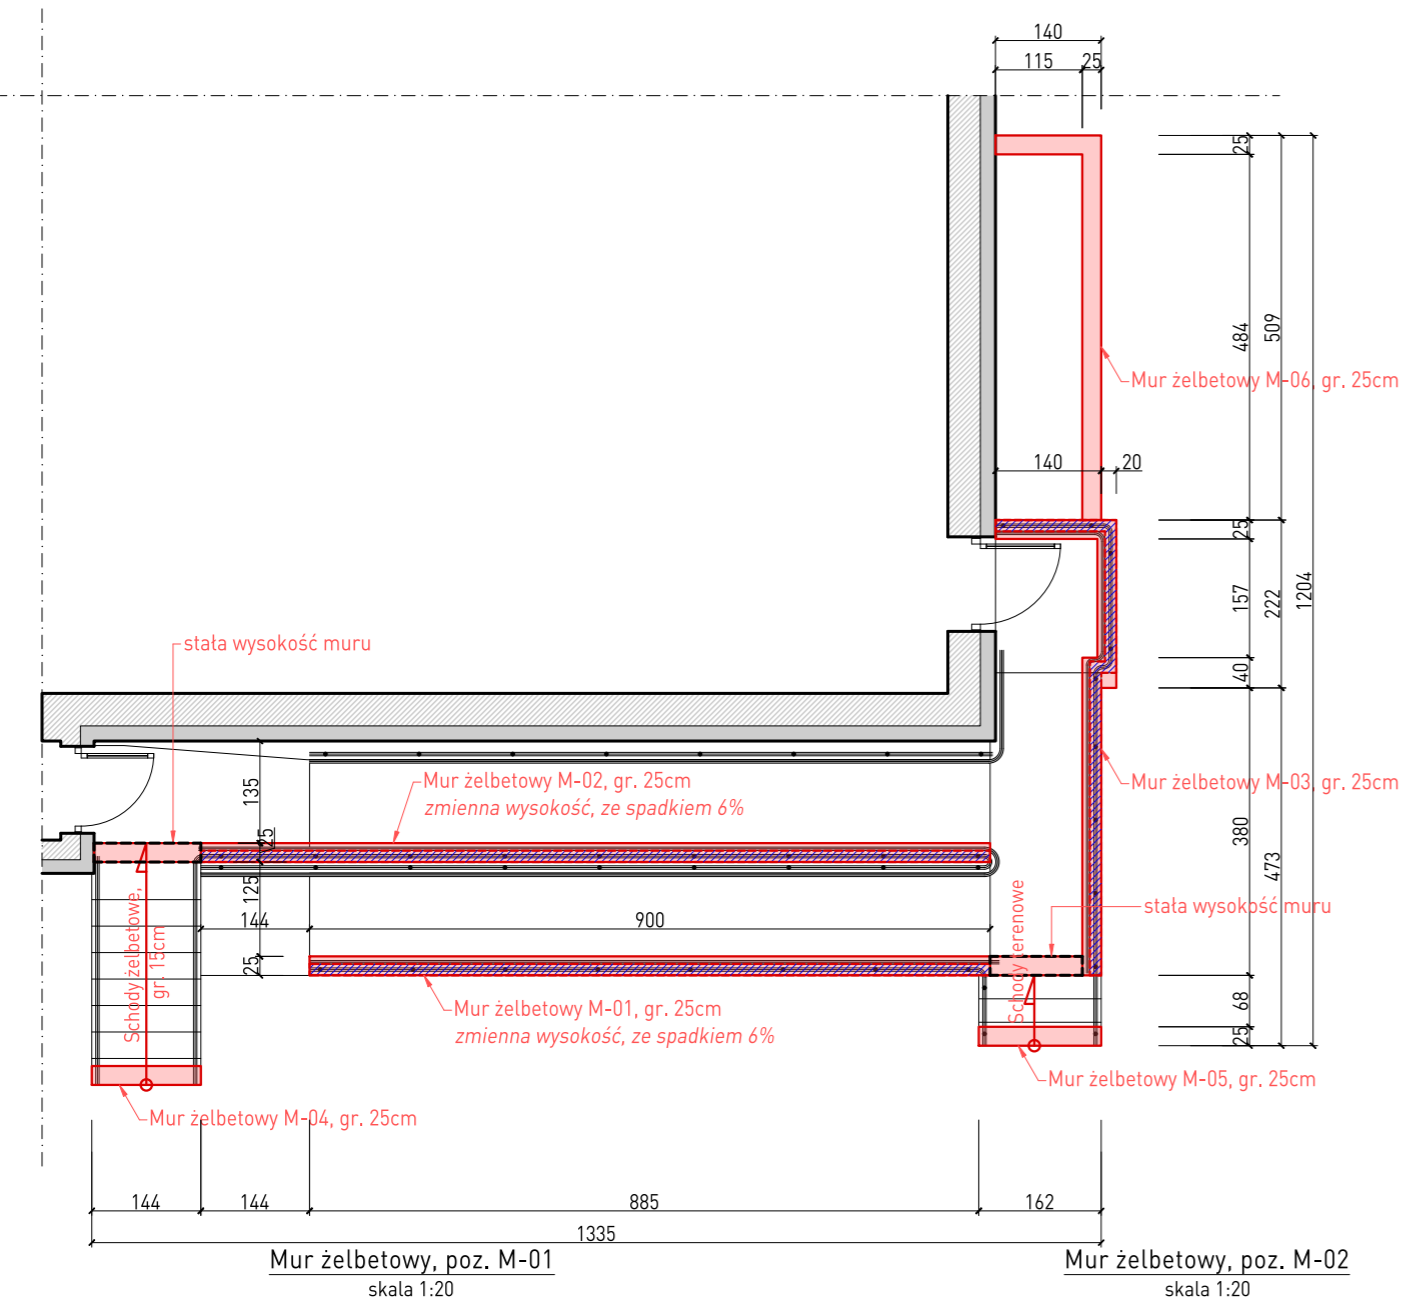 140
115
25
25
484
509
Mur żelbetowy M-06, gr. 25cm
140
20
25
157
222
1204
40
stała wysokość muru
135
Mur żelbetowy M-02, gr. 25cm
zmienna wysokość, ze spadkiem 6%
Mur żelbetowy M-03, gr. 25cm
25
380
473
125
144
900
stała wysokość muru
Schody żelbetowe,
gr. 15cm
Schody terenowe
25
Mur żelbetowy M-01, gr. 25cm
zmienna wysokość, ze spadkiem 6%
68
25
Mur żelbetowy M-05, gr. 25cm
Mur żelbetowy M-04, gr. 25cm
144
144
885
162
1335
Mur żelbetowy, poz. M-01
skala 1:20
Mur żelbetowy, poz. M-02
skala 1:20